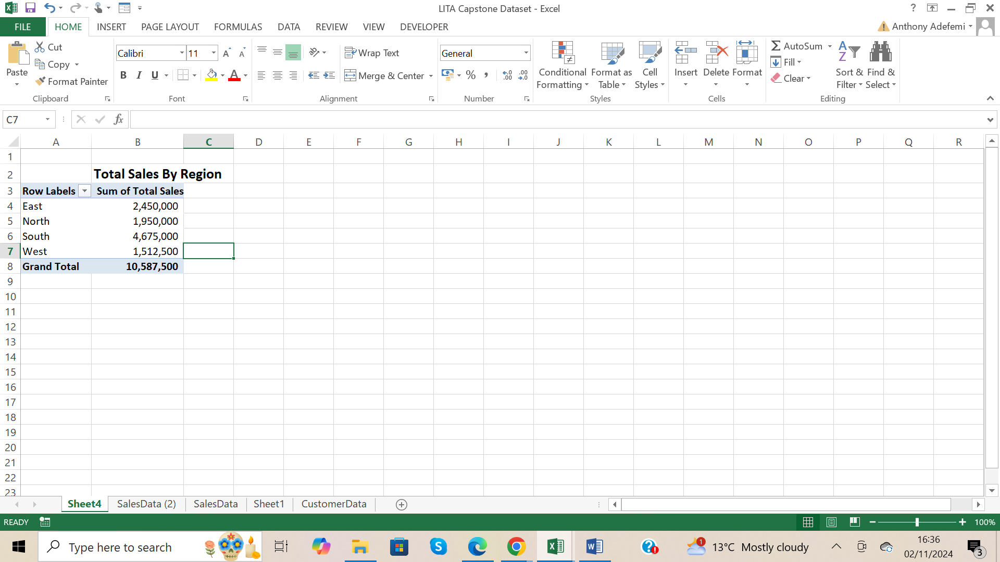 LITA Capstone Dataset - Excel
?
FILE HOME INSERT PAGE LAYOUT FORMULAS DATA REVIEW VIEW DEVELOPER Anthony Adefemi
Paste Cut Copy Format Painter
Calibri 11 A A
B I U A
Wrap Text
Merge & Center
General
% , .00 .00
Conditional Formatting Format as Table Cell Styles
Insert Delete Format
AutoSum Fill Clear
Sort & Filter Find & Select
Clipboard Font Alignment Number Styles Cells Editing
C7 fx
A B C D E F G H I J K L M N O P Q R
1
2 Total Sales By Region
3 Row Labels Sum of Total Sales
4 East 2,450,000
5 North 1,950,000
6 South 4,675,000
7 West 1,512,500
8 Grand Total 10,587,500
9
10
11
12
13
14
15
16
17
18
19
20
21
22
23
Sheet4 SalesData (2) SalesData Sheet1 CustomerData
READY 100%
Type here to search 1 13°C Mostly cloudy 16:36
02/11/2024 3